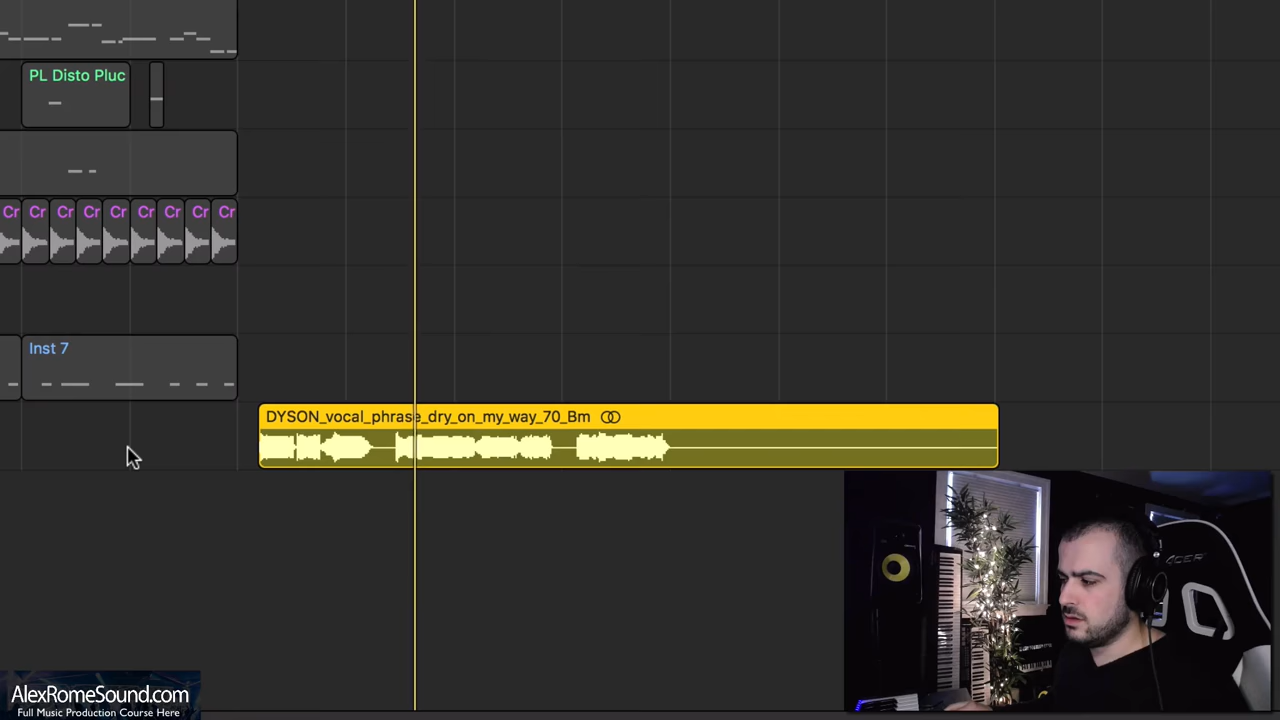 PL Disto Pluc
Cr Cr Cr Cr Cr Cr Cr Cr Cr
Inst 7
DYSON_vocal_phrase_dry_on_my_way_70_Bm
AlexRomeSound.com
Full Music Production Course Here